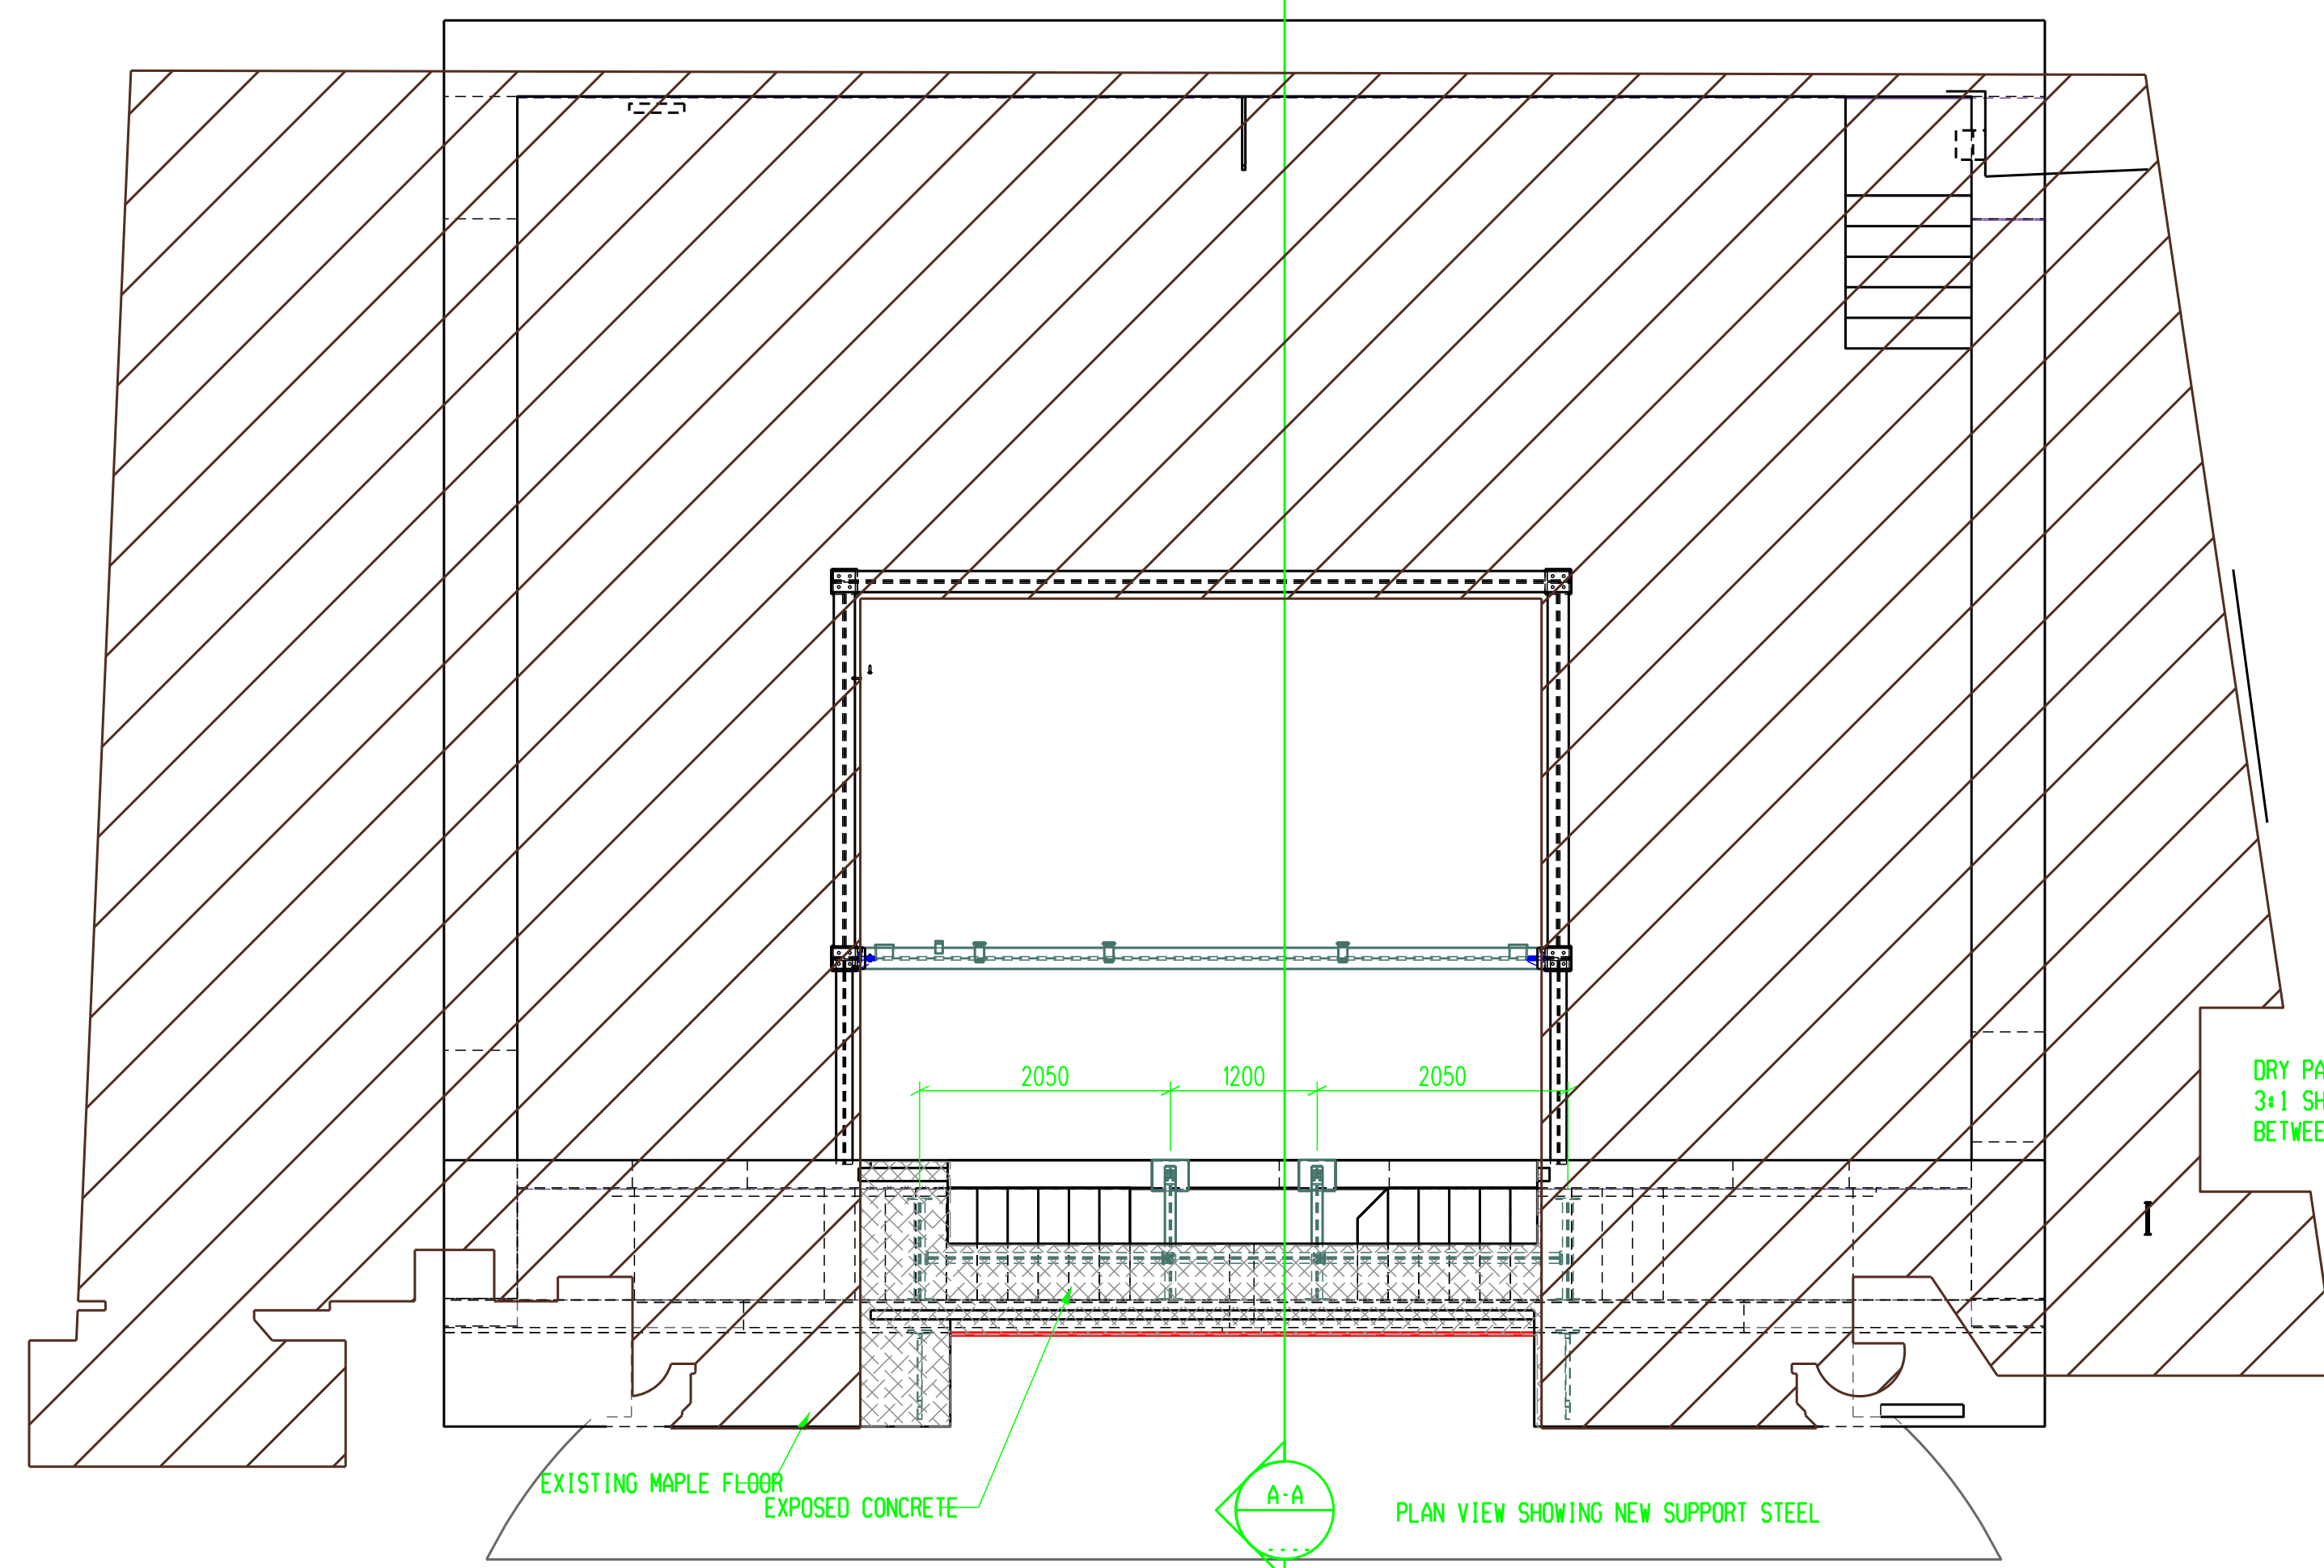 2050 1200 2050
DRY PA
3:1 SH
BETWEE
EXISTING MAPLE FLOOR
EXPOSED CONCRETE
A-A
PLAN VIEW SHOWING NEW SUPPORT STEEL